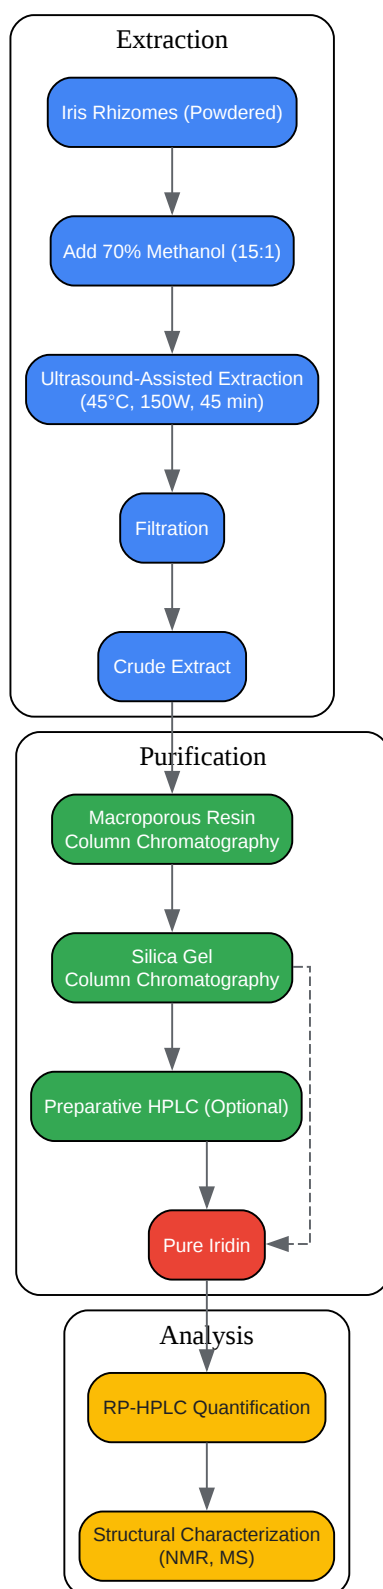 Extraction
Iris Rhizomes (Powdered)
Add 70% Methanol (15:1)
Ultrasound-Assisted Extraction
(45°C, 150W, 45 min)
Filtration
Crude Extract
Purification
Macroporous Resin
Column Chromatography
Silica Gel
Column Chromatography
Preparative HPLC (Optional)
Pure Iridin
Analysis
RP-HPLC Quantification
Structural Characterization
(NMR, MS)